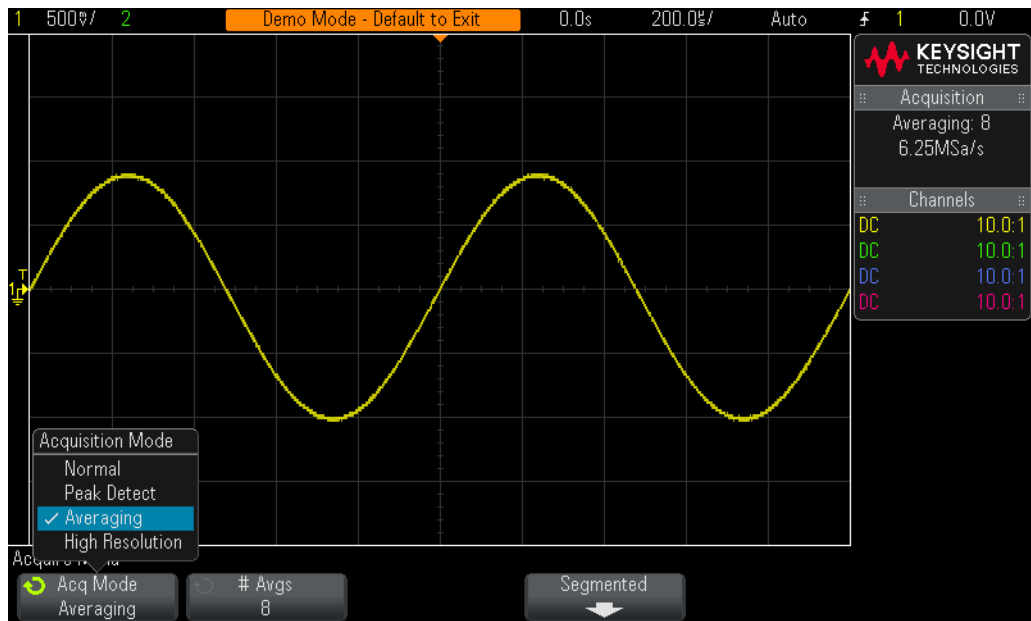 1 500mV/ 2 Demo Mode - Default to Exit 0.0s 200.0µs/ Auto 1 0.0V
KEYSIGHT
TECHNOLOGIES
Acquisition
Averaging: 8
6.25MSa/s
Channels
DC 10.0:1
DC 10.0:1
DC 10.0:1
DC 10.0:1
T
1
Acquisition Mode
Normal
Peak Detect
Averaging
High Resolution
Acq Mode
Averaging
# Avgs
8
Segmented